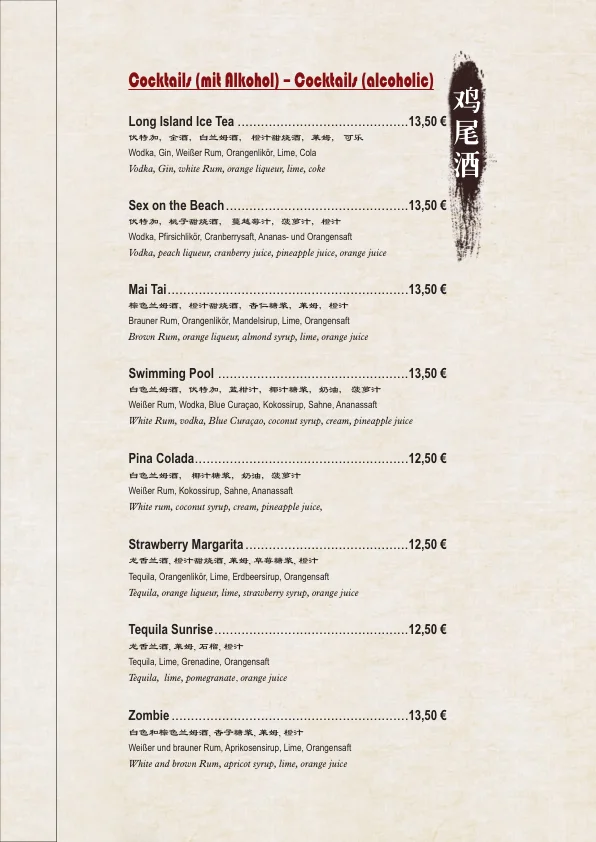 Cocktails (mit Alkohol) – Cocktails (alcoholic)
鸡尾酒
Long Island Ice Tea ............................................13,50 €
伏特加, 金酒, 白兰姆酒, 橙汁甜烧酒, 莱姆, 可乐
Wodka, Gin, Weißer Rum, Orangenlikör, Lime, Cola
Vodka, Gin, white Rum, orange liqueur, lime, coke
Sex on the Beach...............................................13,50 €
伏特加, 桃子甜烧酒, 蔓越莓汁, 菠萝汁, 橙汁
Wodka, Pfirsichlikör, Cranberrysaft, Ananas- und Orangensaft
Vodka, peach liqueur, cranberry juice, pineapple juice, orange juice
Mai Tai..............................................................13,50 €
棕色兰姆酒, 橙汁甜烧酒, 杏仁糖浆, 莱姆, 橙汁
Brauner Rum, Orangenlikör, Mandelsirup, Lime, Orangensaft
Brown Rum, orange liqueur, almond syrup, lime, orange juice
Swimming Pool .................................................13,50 €
白色兰姆酒, 伏特加, 蓝柑汁, 椰汁糖浆, 奶油, 菠萝汁
Weißer Rum, Wodka, Blue Curaçao, Kokossirup, Sahne, Ananassaft
White Rum, vodka, Blue Curaçao, coconut syrup, cream, pineapple juice
Pina Colada.......................................................12,50 €
白色兰姆酒, 椰汁糖浆, 奶油, 菠萝汁
Weißer Rum, Kokossirup, Sahne, Ananassaft
White rum, coconut syrup, cream, pineapple juice,
Strawberry Margarita ..........................................12,50 €
龙香兰酒, 橙汁甜烧酒, 莱姆, 草莓糖浆, 橙汁
Tequila, Orangenlikör, Lime, Erdbeersirup, Orangensaft
Tequila, orange liqueur, lime, strawberry syrup, orange juice
Tequila Sunrise..................................................12,50 €
龙香兰酒, 莱姆, 石榴, 橙汁
Tequila, Lime, Grenadine, Orangensaft
Tequila, lime, pomegranate, orange juice
Zombie .............................................................13,50 €
白色和棕色兰姆酒, 杏子糖浆, 莱姆, 橙汁
Weißer und brauner Rum, Aprikosensirup, Lime, Orangensaft
White and brown Rum, apricot syrup, lime, orange juice